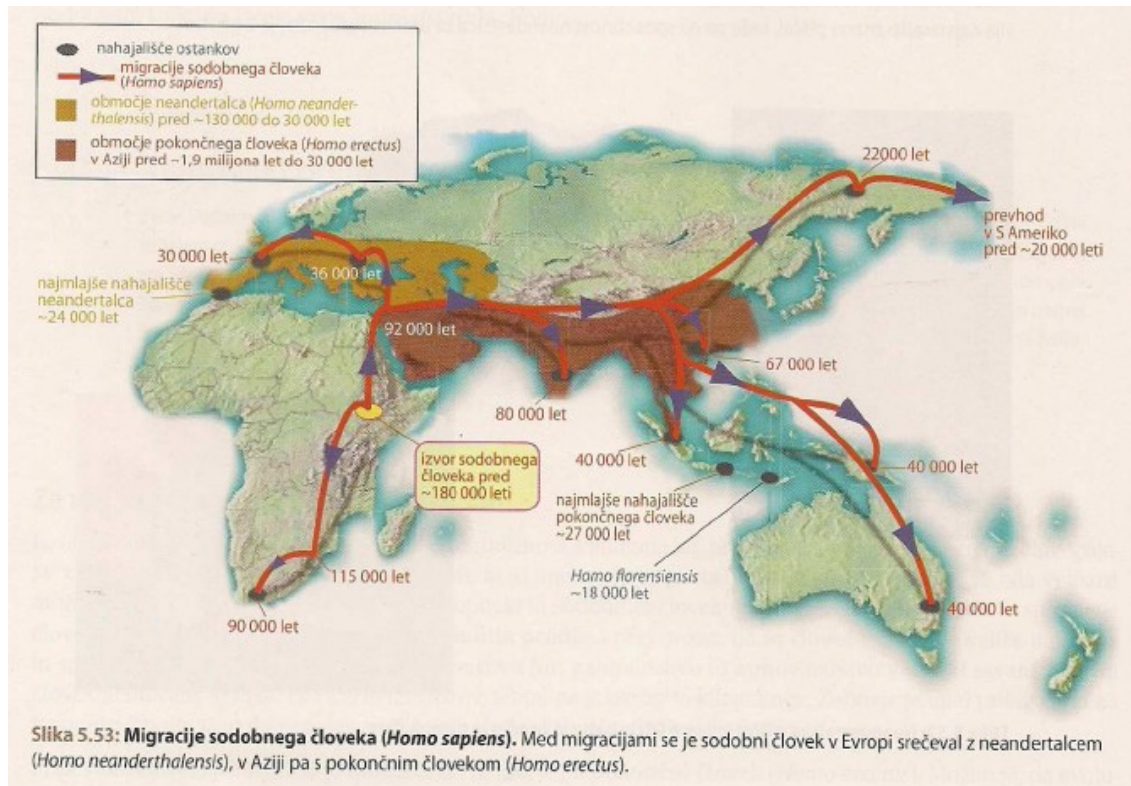 nahajališče ostankov
migracije sodobnega človeka
(Homo sapiens)
območje neandertalca (Homo neander-
thalensis) pred ~130 000 do 30 000 let
območje pokončnega človeka (Homo erectus)
v Aziji pred ~1,9 milijona let do 30 000 let
22000 let
prevhod
v S Ameriko
pred ~20 000 leti
30 000 let
36 000 let
najmlajše nahajališče
neandertalca
~24 000 let
92 000 let
67 000 let
80 000 let
izvor sodobnega
človeka pred
~180 000 leti
40 000 let
40 000 let
najmlajše nahajališče
pokončnega človeka
~27 000 let
Homo florensiensis
~18 000 let
115 000 let
90 000 let
40 000 let
Slika 5.53: Migracije sodobnega človeka (Homo sapiens). Med migracijami se je sodobni človek v Evropi srečeval z neandertalcem
(Homo neanderthalensis), v Aziji pa s pokončnim človekom (Homo erectus).